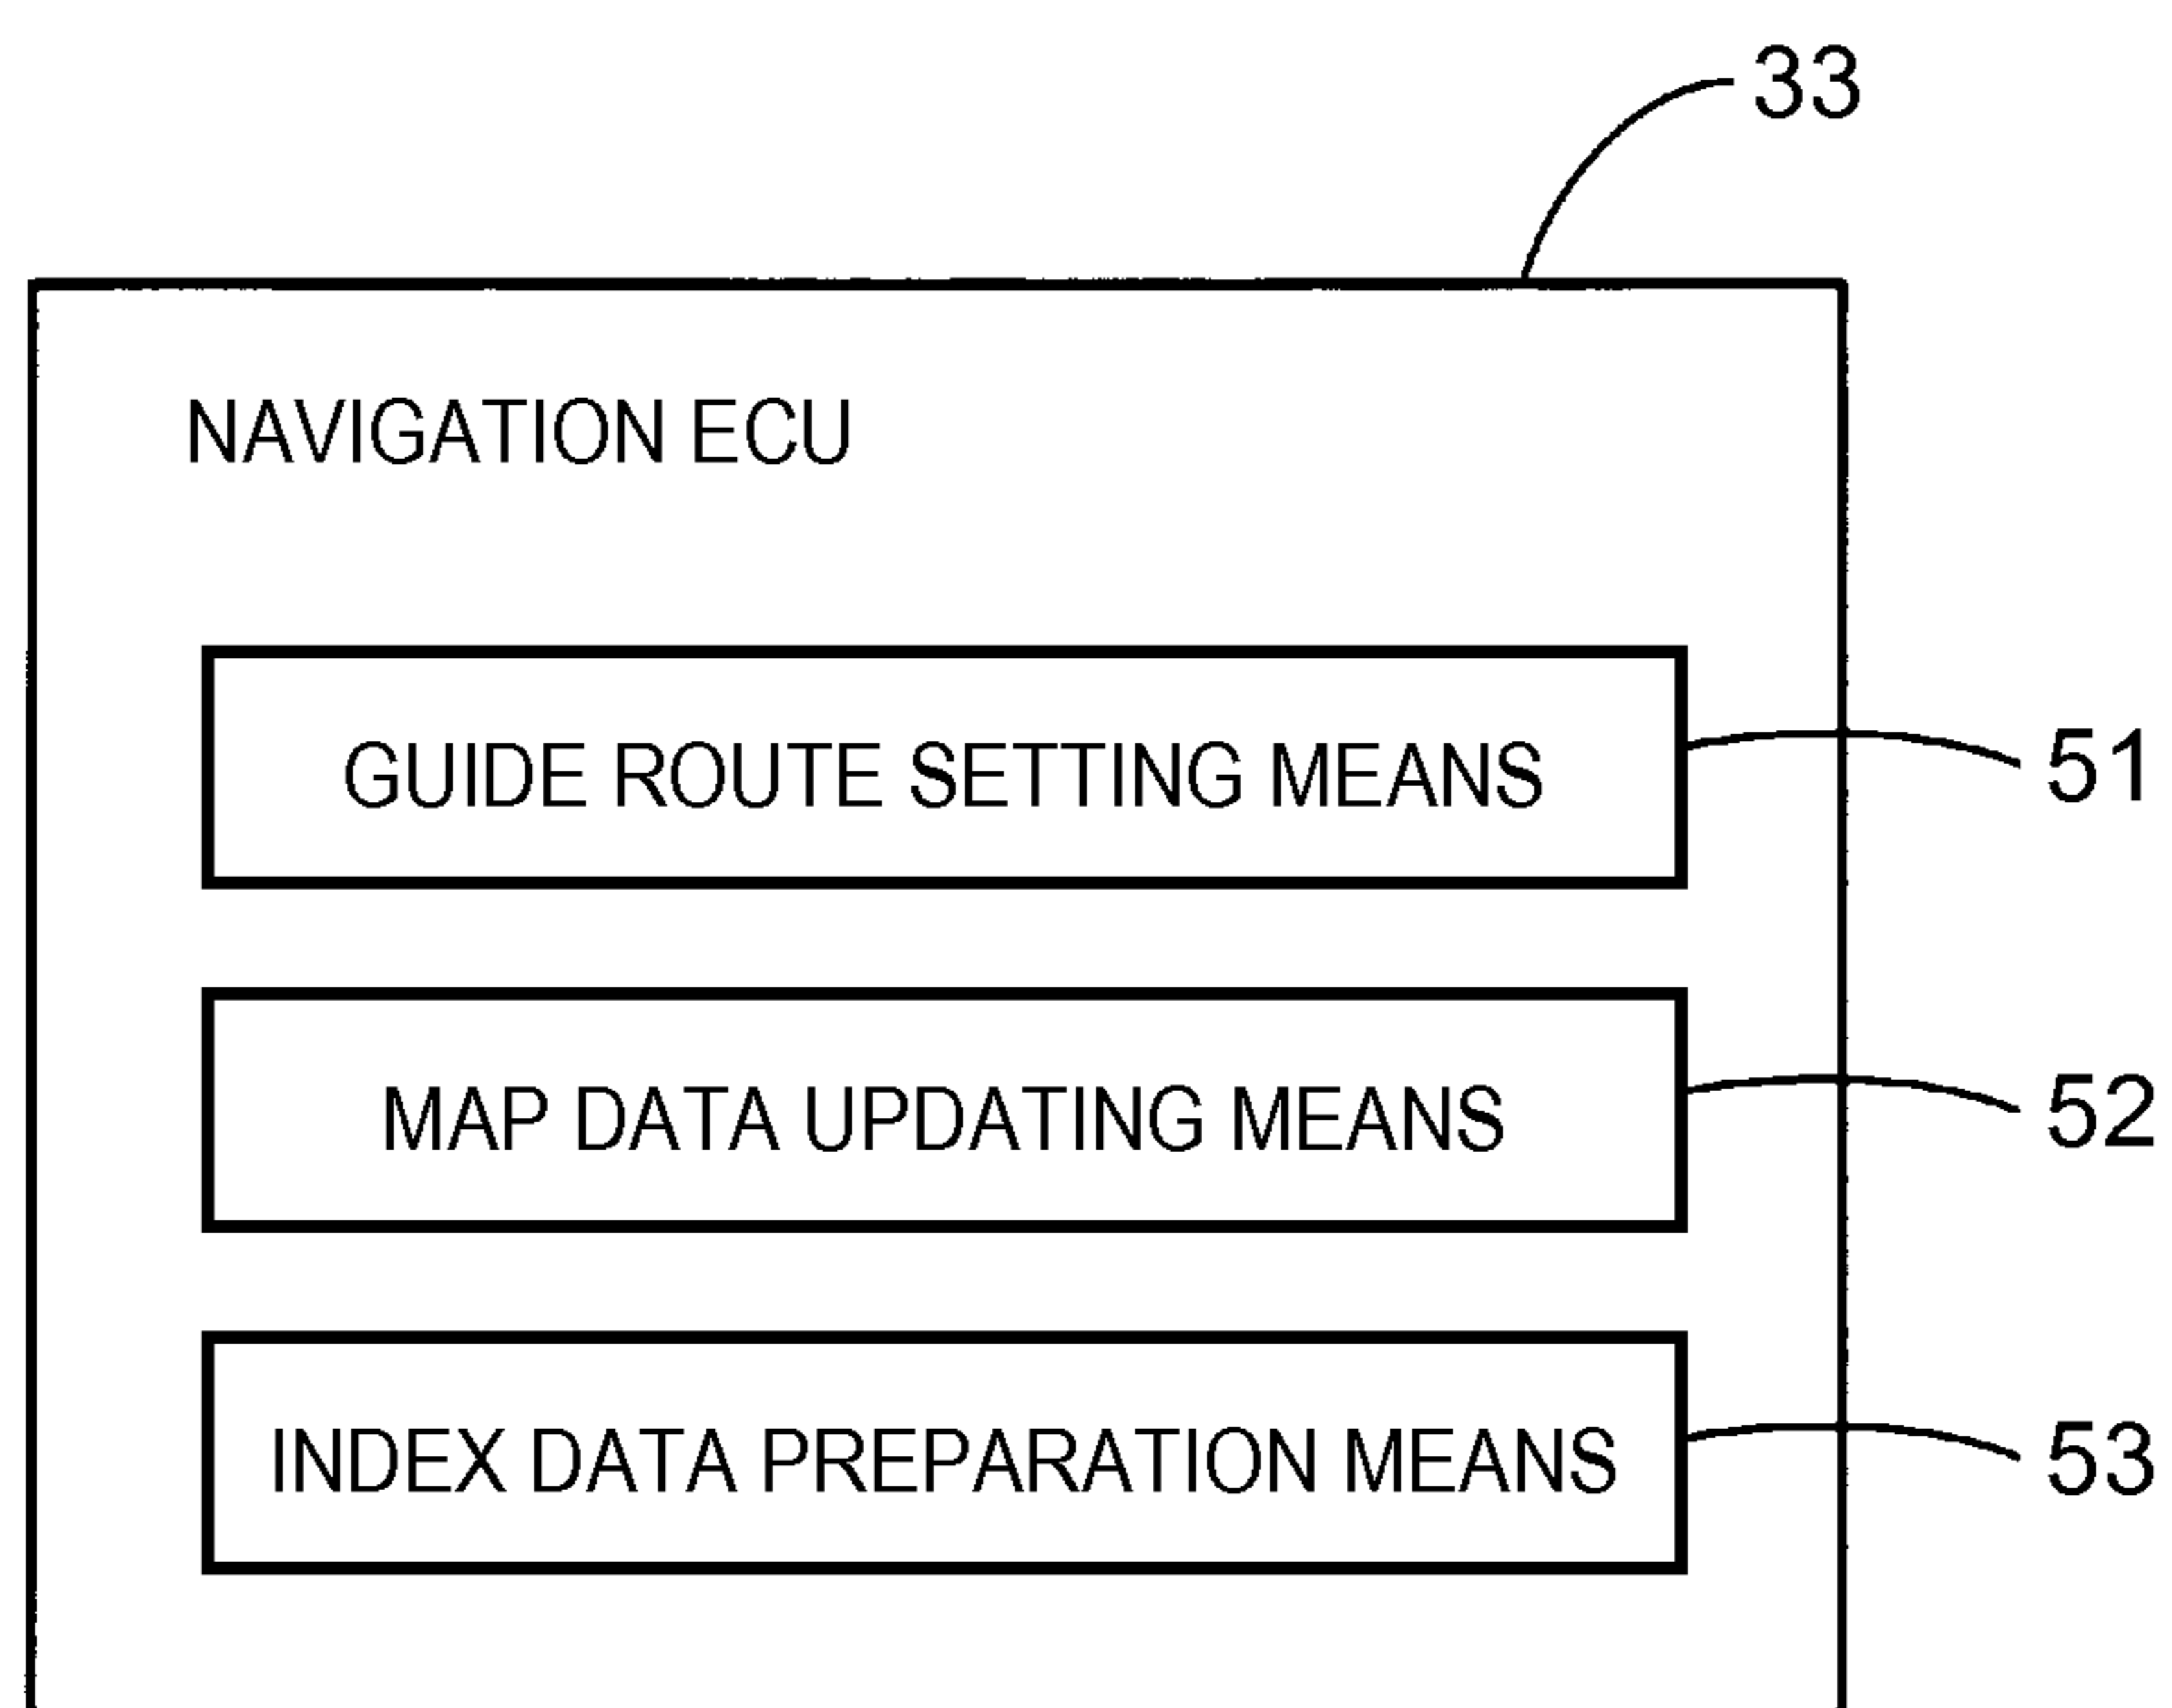 33
NAVIGATION ECU
GUIDE ROUTE SETTING MEANS
51
MAP DATA UPDATING MEANS
52
INDEX DATA PREPARATION MEANS
53